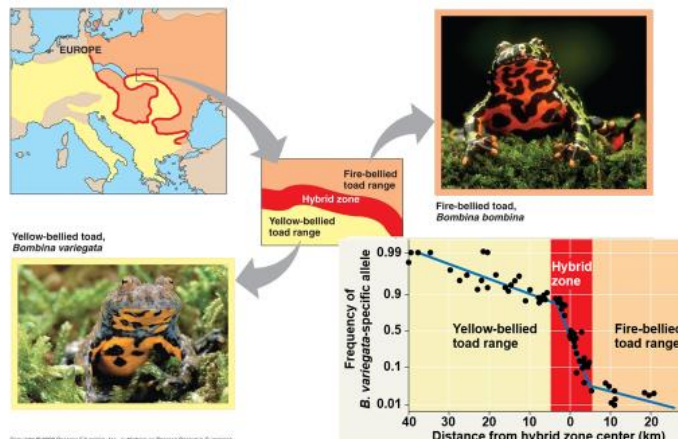 EUROPE
Fire-bellied
toad range
Hybrid zone
Yellow-bellied
toad range
Fire-bellied toad,
Bombina bombina
Yellow-bellied toad,
Bombina variegata
Frequency of
B. variegata-specific allele
0.99
0.9
0.5
0.1
0.01
Hybrid
zone
Yellow-bellied
toad range
Fire-bellied
toad range
40 30 20 10 0 10 20
Distance from hybrid zone center (km)